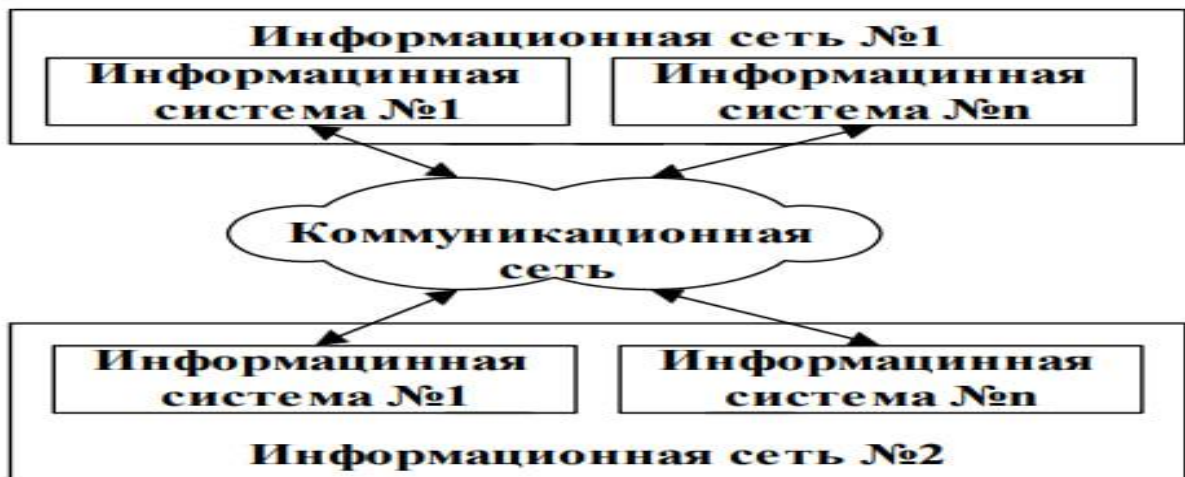 Информационная сеть №1
Информацинная Информацинная
система №1 система №n
Коммуникационная
сеть
Информацинная Информацинная
система №1 система №n
Информационная сеть №2